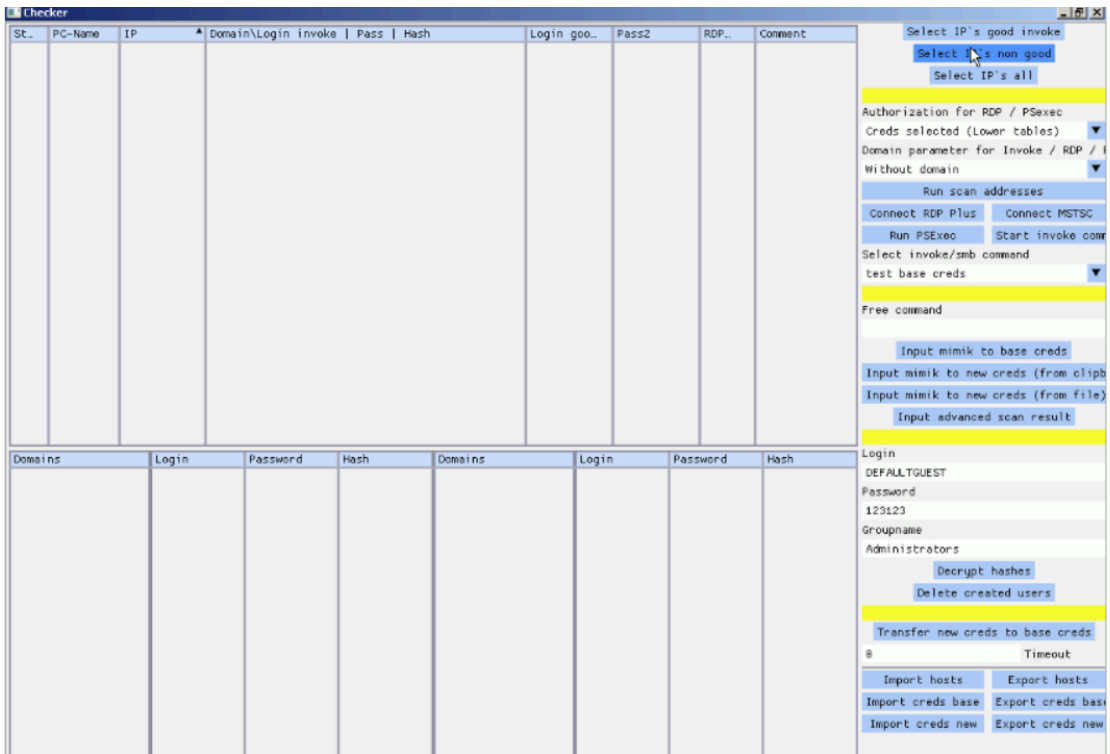 Checker
St… PC-Name IP Domain\Login invoke | Pass | Hash Login goo… Pass2 RDP… Comment
Select IP`s good invoke
Select IP`s non good
Select IP`s all
Authorization for RDP / PSexec
Creds selected (Lower tables)
Domain parameter for Invoke / RDP /
Without domain
Run scan addresses
Connect RDP Plus Connect MSTSC
Run PSExec Start invoke comm
Select invoke/smb command
test base creds
Free command
Input mimik to base creds
Input mimik to new creds (from clipb
Input mimik to new creds (from file)
Input advanced scan result
Domains Login Password Hash Domains Login Password Hash
Login
DEFAULTGUEST
Password
123123
Groupname
Administrators
Decrypt hashes
Delete created users
Transfer new creds to base creds
8 Timeout
Import hosts Export hosts
Import creds base Export creds base
Import creds new Export creds new